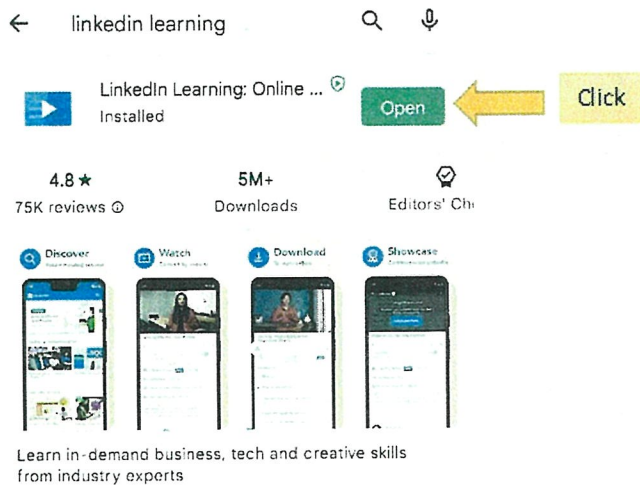 linkedin learning
LinkedIn Learning: Online ...
Installed
Open
Click
4.8 ★
75K reviews
5M+
Downloads
Editors' Ch
Discover
Watch
Download
Showcase
Learn in-demand business, tech and creative skills
from industry experts